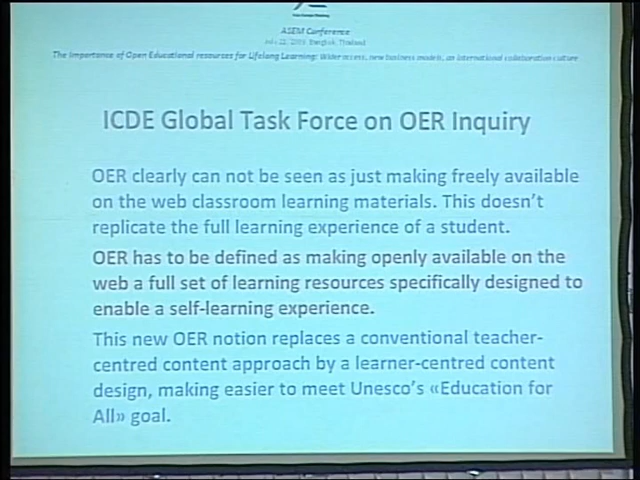 ASEM Conference
Bangkok, Thailand
The Importance of Open Educational resources for Lifelong Learning: Wider access, new business models, an international collaboration culture
ICDE Global Task Force on OER Inquiry
OER clearly can not be seen as just making freely available
on the web classroom learning materials. This doesn't
replicate the full learning experience of a student.
OER has to be defined as making openly available on the
web a full set of learning resources specifically designed to
enable a self-learning experience.
This new OER notion replaces a conventional teacher-
centred content approach by a learner-centred content
design, making easier to meet Unesco's «Education for
All» goal.